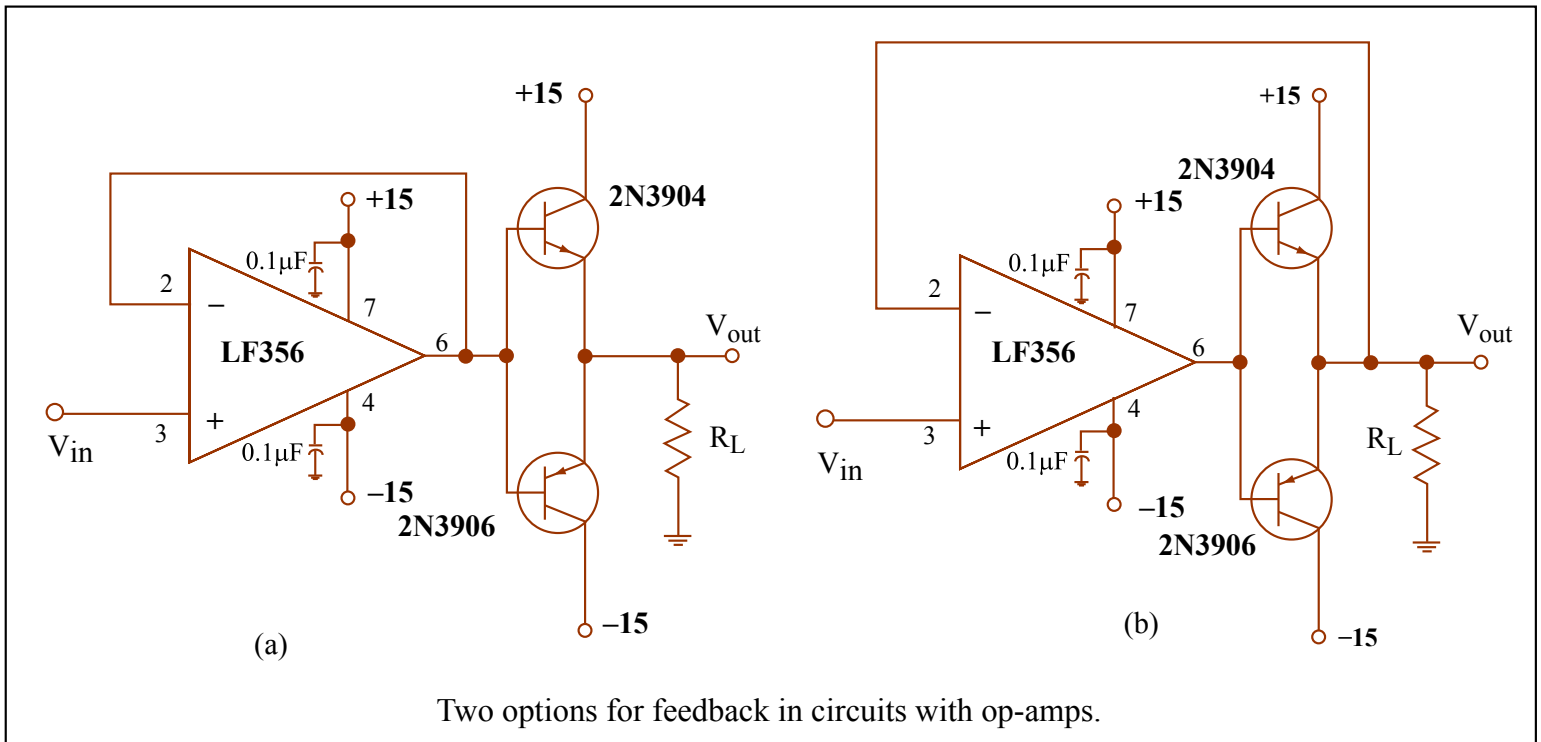 +15
2N3904
+15
0.1µF
2
−
7
LF356
6
Vout
4
3
+
0.1µF
Vin
RL
−15
2N3906
−15
(a)
+15
2N3904
+15
0.1µF
2
−
7
LF356
6
Vout
4
3
+
0.1µF
Vin
RL
−15
2N3906
−15
(b)
Two options for feedback in circuits with op-amps.